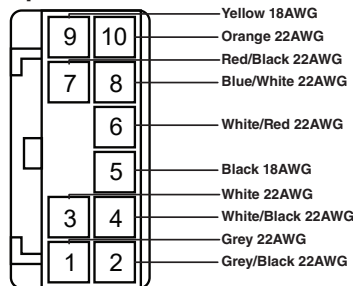 Yellow 18AWG
9 10 Orange 22AWG
Red/Black 22AWG
7 8 Blue/White 22AWG
6 White/Red 22AWG
5 Black 18AWG
White 22AWG
3 4 White/Black 22AWG
Grey 22AWG
1 2 Grey/Black 22AWG